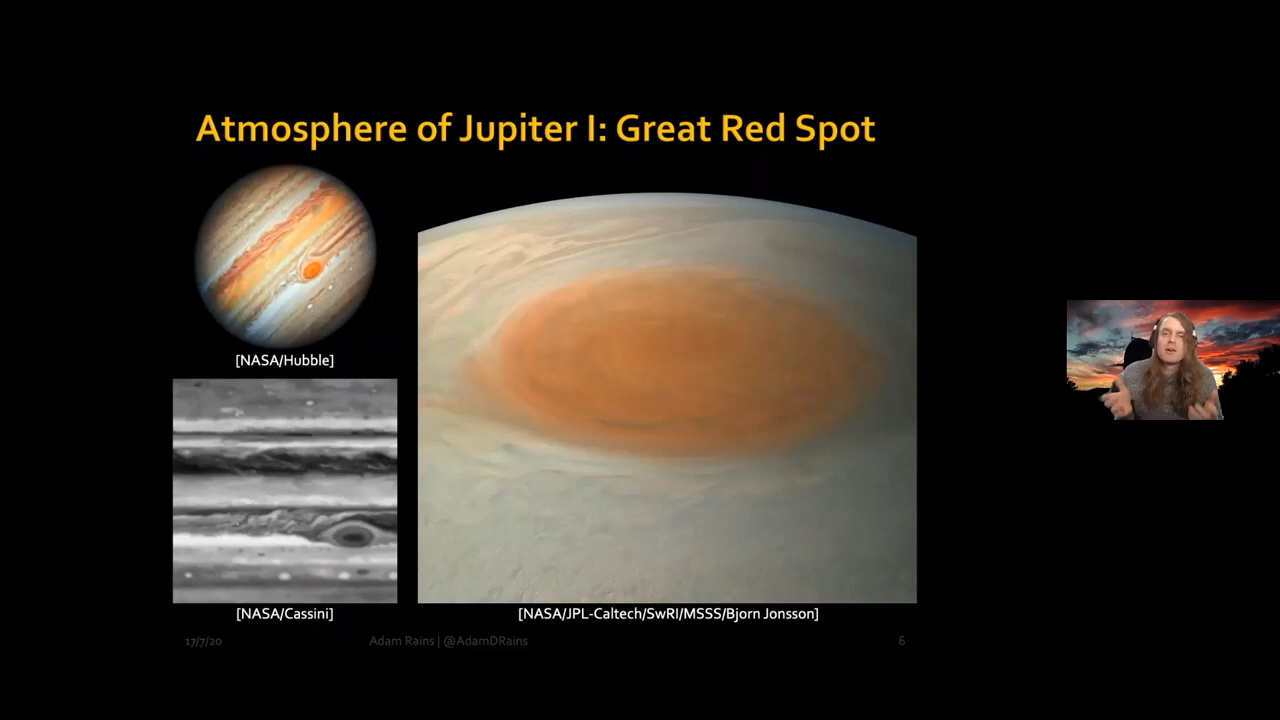 Atmosphere of Jupiter I: Great Red Spot
[NASA/Hubble]
[NASA/Cassini]
[NASA/JPL-Caltech/SwRI/MSSS/Bjorn Jonsson]
17/7/20
Adam Rains | @AdamDRains
6